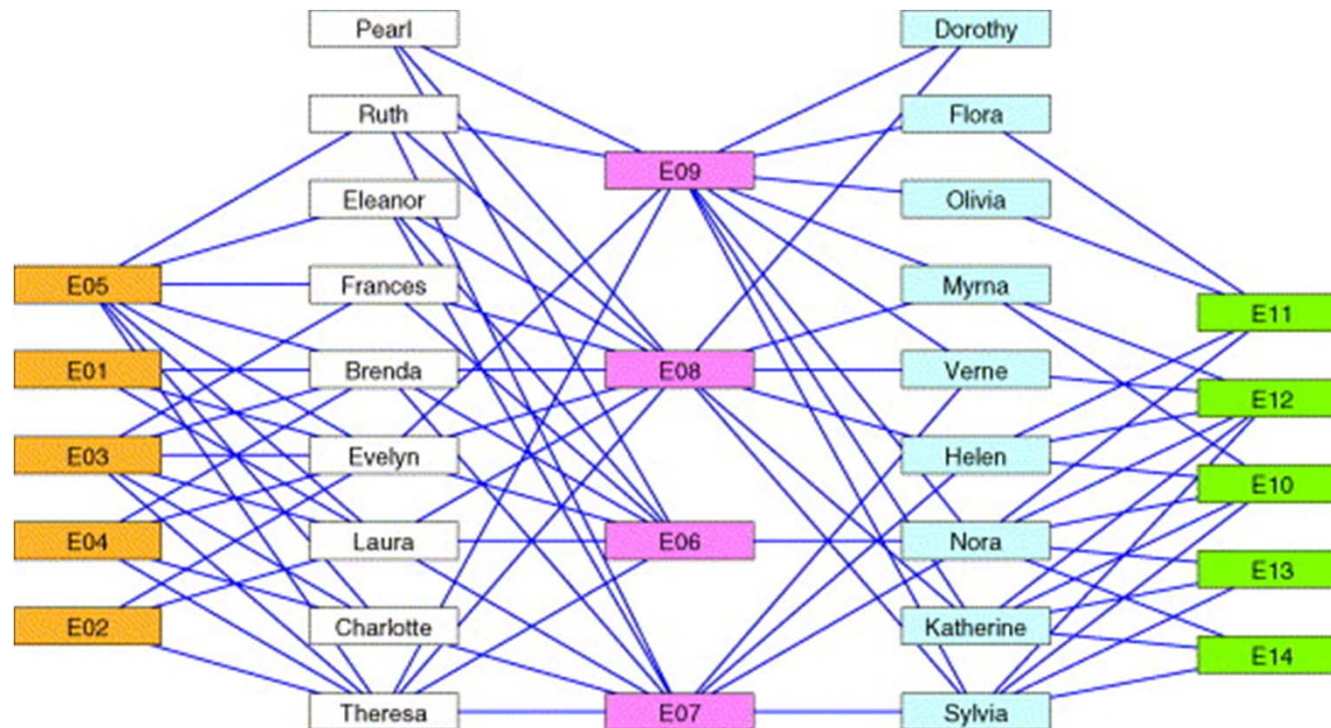 Pearl
Dorothy
Ruth
Flora
E09
Eleanor
Olivia
E05
Frances
Myrna
E11
E01
Brenda
E08
Verne
E12
E03
Evelyn
Helen
E10
E04
Laura
E06
Nora
E13
E02
Charlotte
Katherine
E14
Theresa
E07
Sylvia